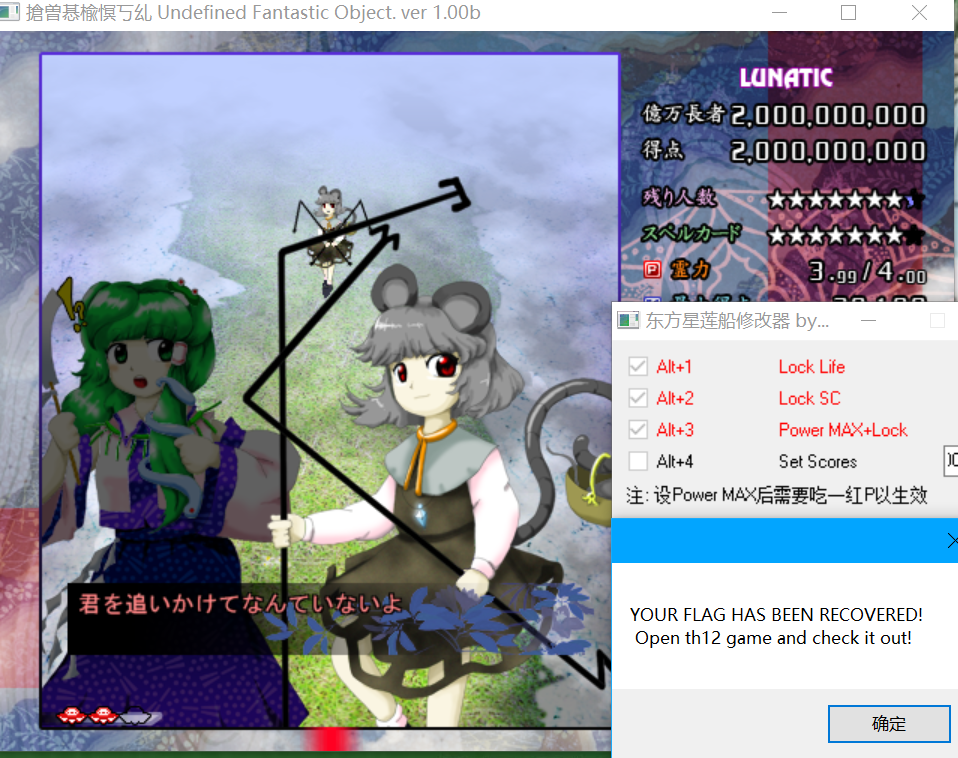 搶曽惎楡慏丂乣 Undefined Fantastic Object. ver 1.00b
LUNATIC
億万長者 2,000,000,000
得点 2,000,000,000
残り人数
スペルカード
P 霊力 3.99/4.00
君を追いかけてなんていないよ
东方星莲船修改器 by...
Alt+1 Lock Life
Alt+2 Lock SC
Alt+3 Power MAX+Lock
Alt+4 Set Scores
注: 设Power MAX后需要吃一红P以生效
YOUR FLAG HAS BEEN RECOVERED!
Open th12 game and check it out!
确定